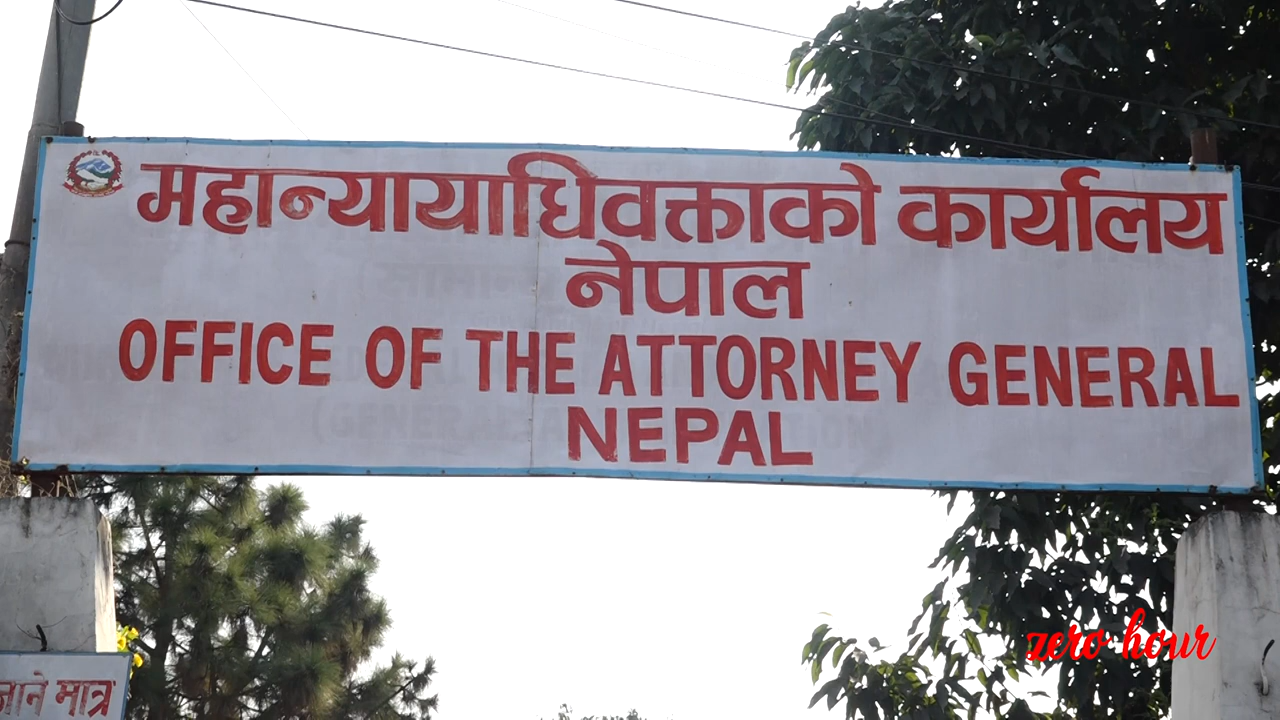 महान्यायाधिवक्ताको कार्यालय
नेपाल
OFFICE OF THE ATTORNEY GENERAL
NEPAL
zero hour
जाने मात्र